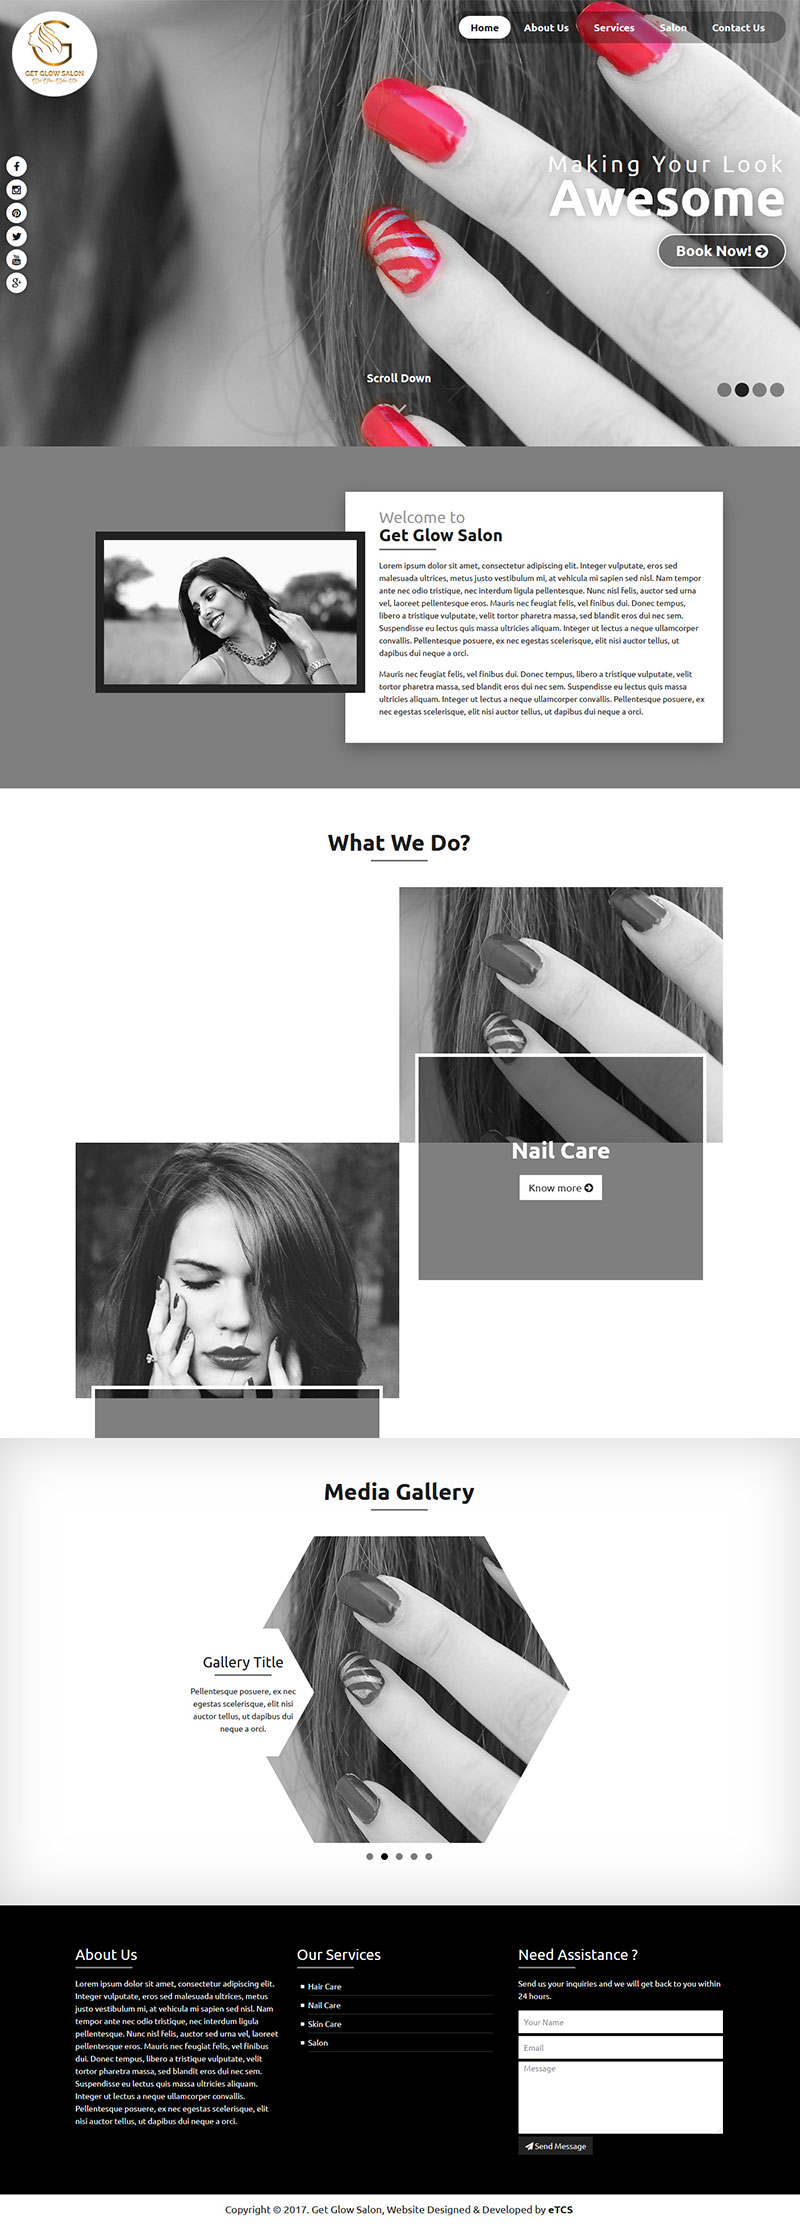 GET GLOW SALON
Home
About Us
Services
Salon
Contact Us
Making Your Look
Awesome
Book Now!
Scroll Down
Welcome to
Get Glow Salon
Lorem ipsum dolor sit amet, consectetur adipiscing elit. Integer vulputate, eros sed
malesuada ultrices, metus justo vestibulum mi, at vehicula mi sapien sed nisl. Nam tempor
ante nec odio tristique, nec interdum ligula pellentesque. Nunc nisl felis, auctor sed urna
vel, laoreet pellentesque eros. Mauris nec feugiat felis, vel finibus dui. Donec tempus,
libero a tristique vulputate, velit tortor pharetra massa, sed blandit eros dui nec sem.
Suspendisse eu lectus quis massa ultricies aliquam. Integer ut lectus a neque ullamcorper
convallis. Pellentesque posuere, ex nec egestas scelerisque, elit nisi auctor tellus, ut
dapibus dui neque a orci.
Mauris nec feugiat felis, vel finibus dui. Donec tempus, libero a tristique vulputate, velit
tortor pharetra massa, sed blandit eros dui nec sem. Suspendisse eu lectus quis massa
ultricies aliquam. Integer ut lectus a neque ullamcorper convallis. Pellentesque posuere, ex
nec egestas scelerisque, elit nisi auctor tellus, ut dapibus dui neque a orci.
What We Do?
Nail Care
Know more
Media Gallery
Gallery Title
Pellentesque posuere, ex nec
egestas scelerisque, elit nisi
auctor tellus, ut dapibus dui
neque a orci.
About Us
Lorem ipsum dolor sit amet, consectetur adipiscing elit.
Integer vulputate, eros sed malesuada ultrices, metus
justo vestibulum mi, at vehicula mi sapien sed nisl. Nam
tempor ante nec odio tristique, nec interdum ligula
pellentesque. Nunc nisl felis, auctor sed urna vel, laoreet
pellentesque eros. Mauris nec feugiat felis, vel finibus
dui. Donec tempus, libero a tristique vulputate, velit
tortor pharetra massa, sed blandit eros dui nec sem.
Suspendisse eu lectus quis massa ultricies aliquam.
Integer ut lectus a neque ullamcorper convallis.
Pellentesque posuere, ex nec egestas scelerisque, elit
nisi auctor tellus, ut dapibus dui neque a orci.
Our Services
Hair Care
Nail Care
Skin Care
Salon
Need Assistance ?
Send us your inquiries and we will get back to you within
24 hours.
Your Name
Email
Message
Send Message
Copyright © 2017. Get Glow Salon, Website Designed & Developed by eTCS